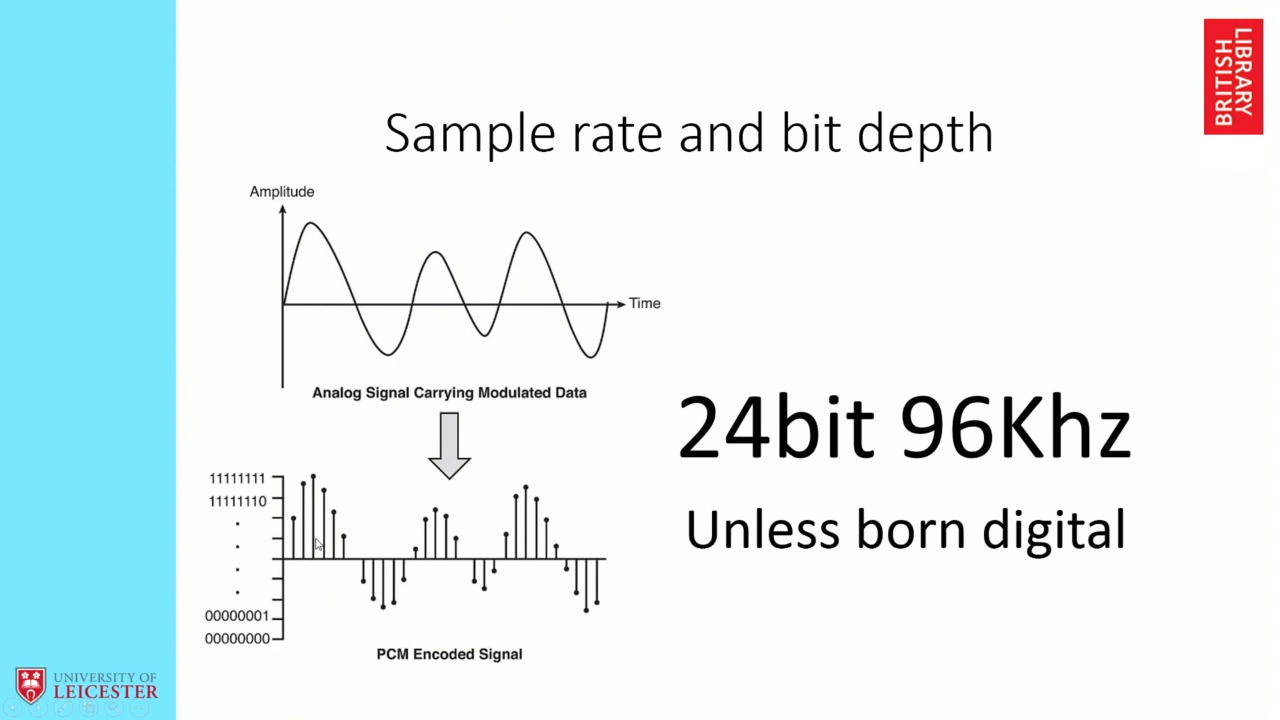 LIBRARY
BRITISH
Sample rate and bit depth
Amplitude
Time
Analog Signal Carrying Modulated Data
24bit 96Khz
Unless born digital
11111111
11111110
00000001
00000000
PCM Encoded Signal
UNIVERSITY OF
LEICESTER